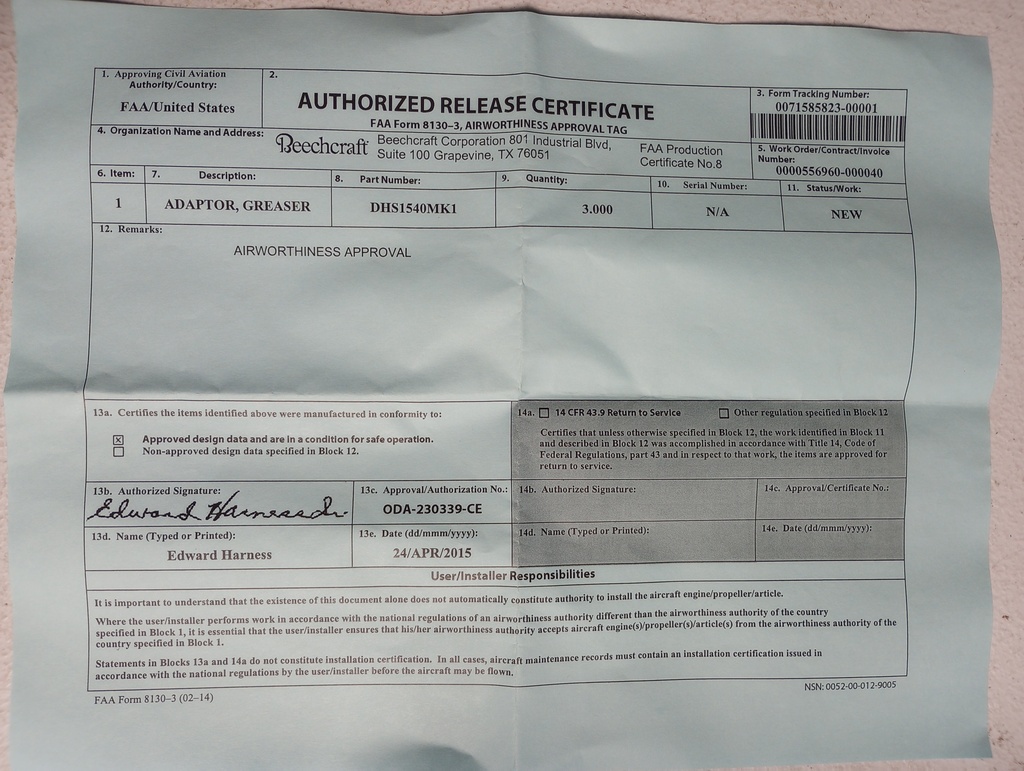 1. Approving Civil Aviation
Authority/Country:
FAA/United States
2.
AUTHORIZED RELEASE CERTIFICATE
FAA Form 8130–3, AIRWORTHINESS APPROVAL TAG
3. Form Tracking Number:
0071585823-00001
4. Organization Name and Address:
Beechcraft
Beechcraft Corporation 801 Industrial Blvd,
Suite 100 Grapevine, TX 76051
FAA Production
Certificate No.8
5. Work Order/Contract/Invoice
Number:
0000556960-000040
6. Item:
1
7. Description:
ADAPTOR, GREASER
8. Part Number:
DHS1540MK1
9. Quantity:
3.000
10. Serial Number:
N/A
11. Status/Work:
NEW
12. Remarks:
AIRWORTHINESS APPROVAL
13a. Certifies the items identified above were manufactured in conformity to:
Approved design data and are in a condition for safe operation.
Non-approved design data specified in Block 12.
14a. 14 CFR 43.9 Return to Service
Other regulation specified in Block 12
Certifies that unless otherwise specified in Block 12, the work identified in Block 11
and described in Block 12 was accomplished in accordance with Title 14, Code of
Federal Regulations, part 43 and in respect to that work, the items are approved for
return to service.
13b. Authorized Signature:
Edward Harness Jr.
13c. Approval/Authorization No.:
ODA-230339-CE
14b. Authorized Signature:
14c. Approval/Certificate No.:
13d. Name (Typed or Printed):
Edward Harness
13e. Date (dd/mmm/yyyy):
24/APR/2015
14d. Name (Typed or Printed):
14e. Date (dd/mmm/yyyy):
User/Installer Responsibilities
It is important to understand that the existence of this document alone does not automatically constitute authority to install the aircraft engine/propeller/article.
Where the user/installer performs work in accordance with the national regulations of an airworthiness authority different than the airworthiness authority of the country
specified in Block 1, it is essential that the user/installer ensures that his/her airworthiness authority accepts aircraft engine(s)/propeller(s)/article(s) from the airworthiness authority of the
country specified in Block 1.
Statements in Blocks 13a and 14a do not constitute installation certification. In all cases, aircraft maintenance records must contain an installation certification issued in
accordance with the national regulations by the user/installer before the aircraft may be flown.
FAA Form 8130–3 (02–14)
NSN: 0052-00-012-9005